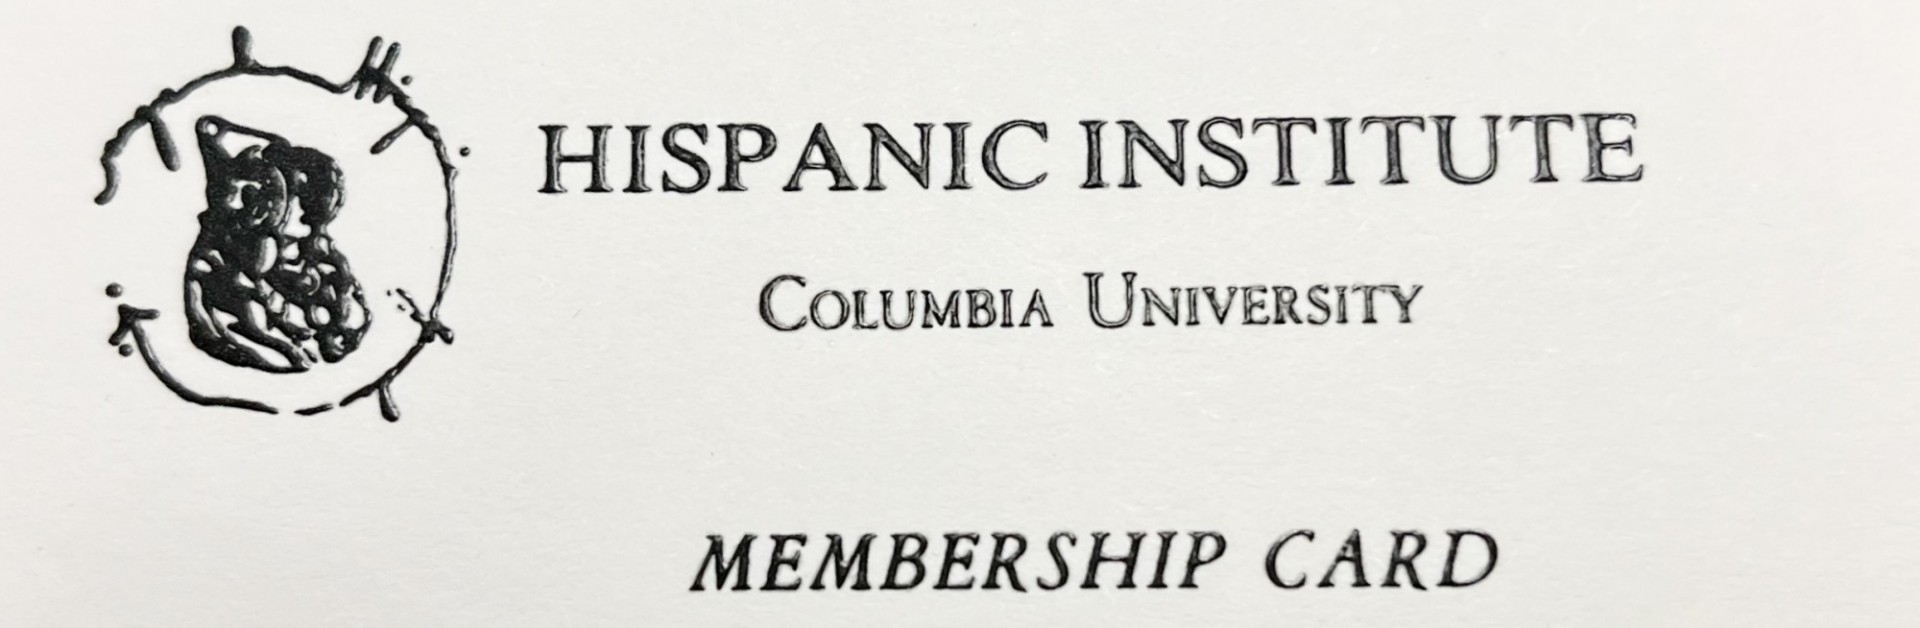 HISPANIC INSTITUTE
COLUMBIA UNIVERSITY
MEMBERSHIP CARD